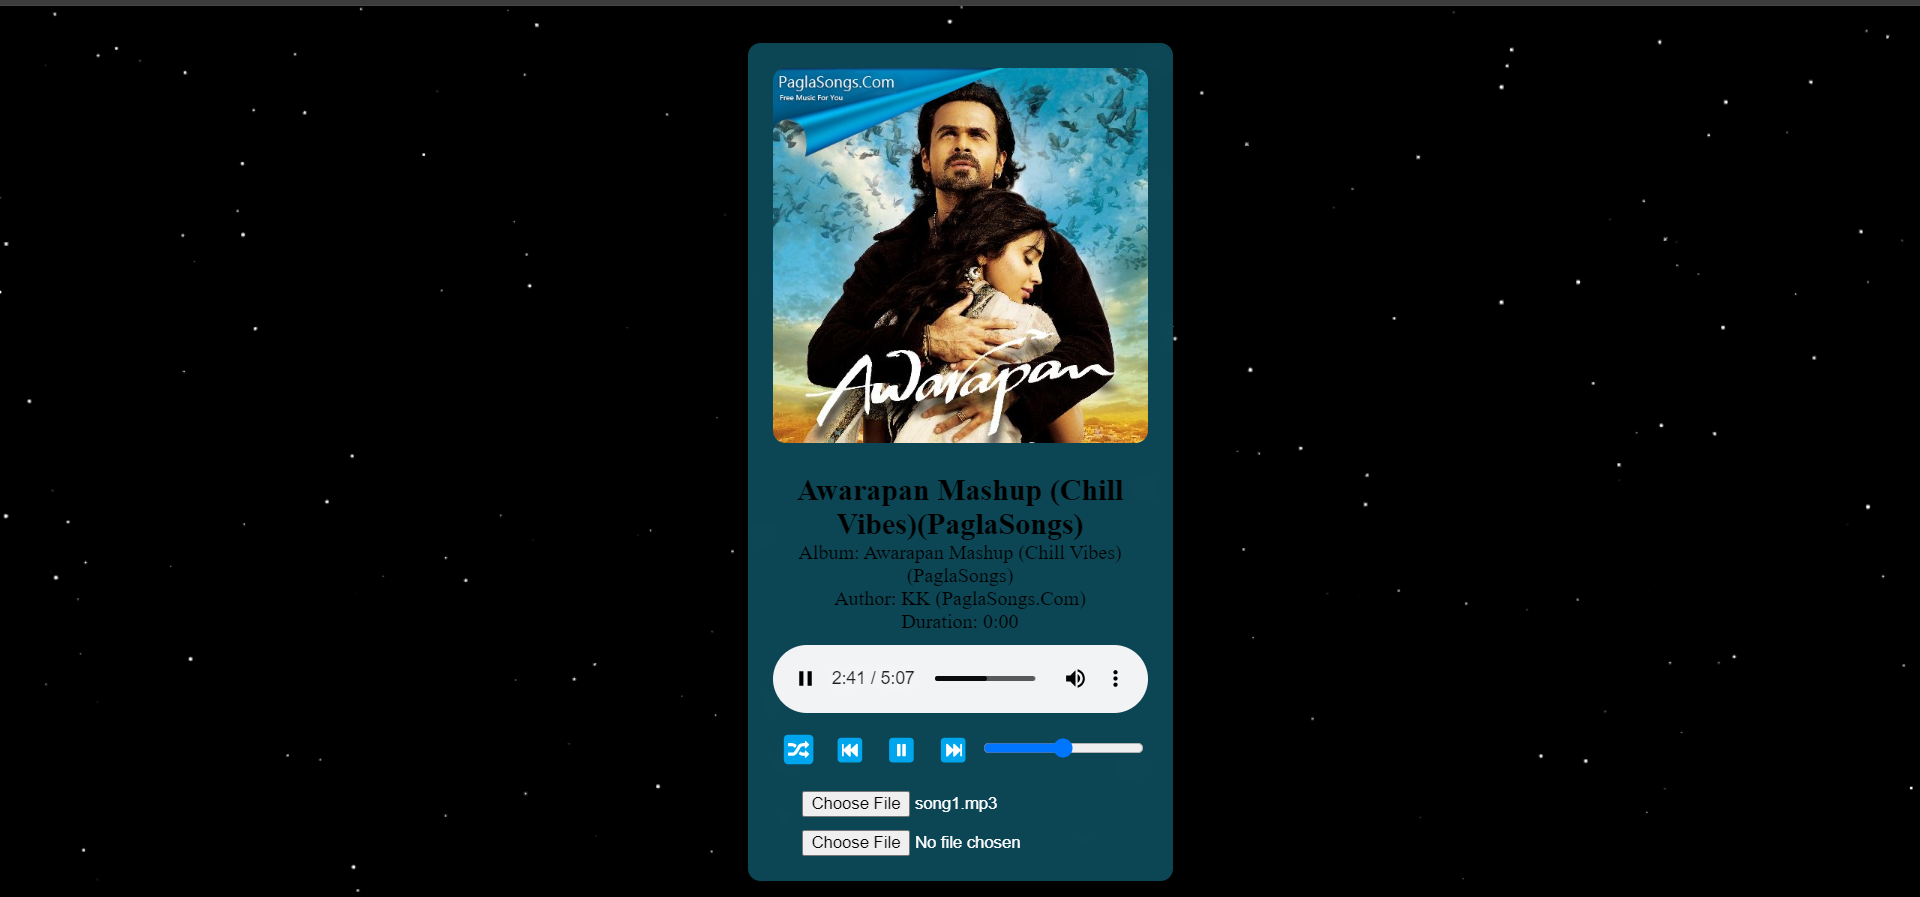 PaglaSongs.Com
Free Music For You
Awarapan
Awarapan Mashup (Chill
Vibes)(PaglaSongs)
Album: Awarapan Mashup (Chill Vibes)
(PaglaSongs)
Author: KK (PaglaSongs.Com)
Duration: 0:00
2:41 / 5:07
Choose File song1.mp3
Choose File No file chosen